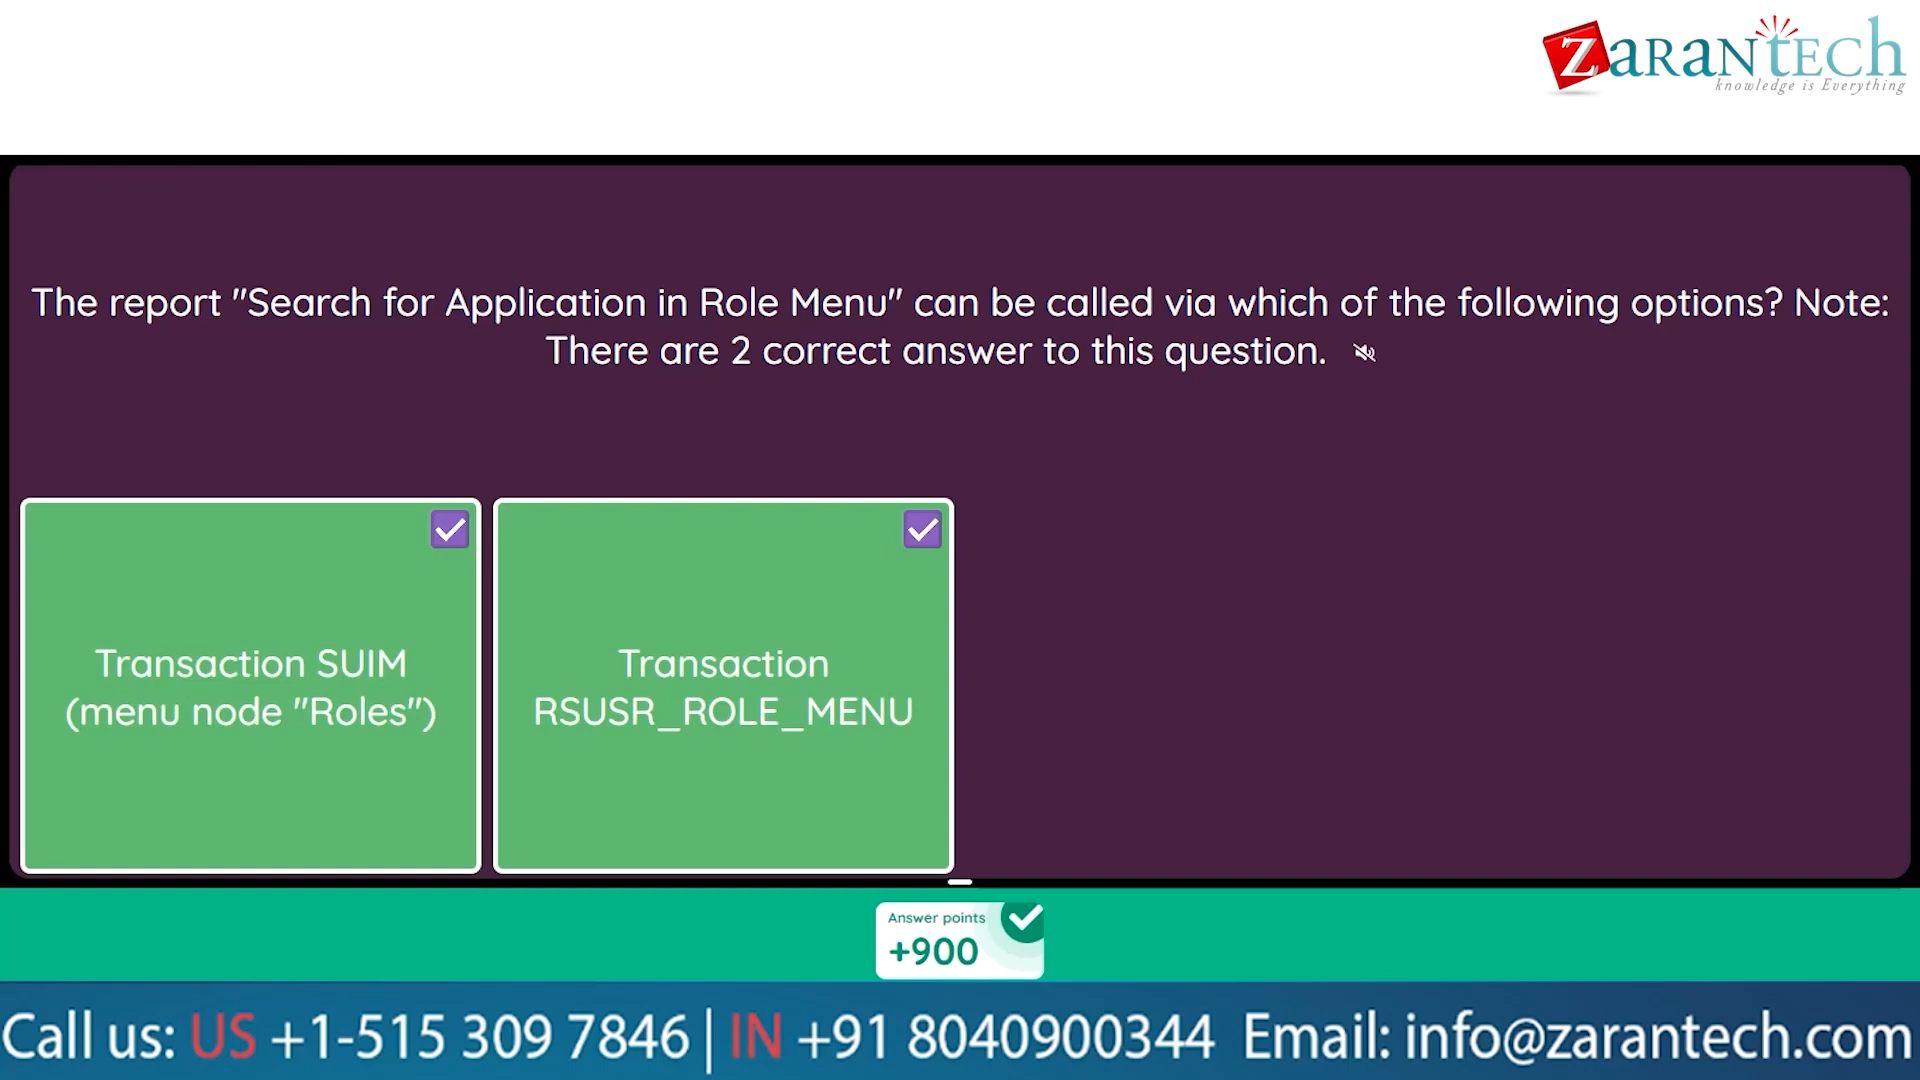 ZARANTECH
knowledge is Everything
The report "Search for Application in Role Menu" can be called via which of the following options? Note:
There are 2 correct answer to this question.
Transaction SUIM
(menu node "Roles")
Transaction
RSUSR_ROLE_MENU
Answer points
+900
Call us: US +1-515 309 7846 | IN +91 8040900344 Email: info@zarantech.com